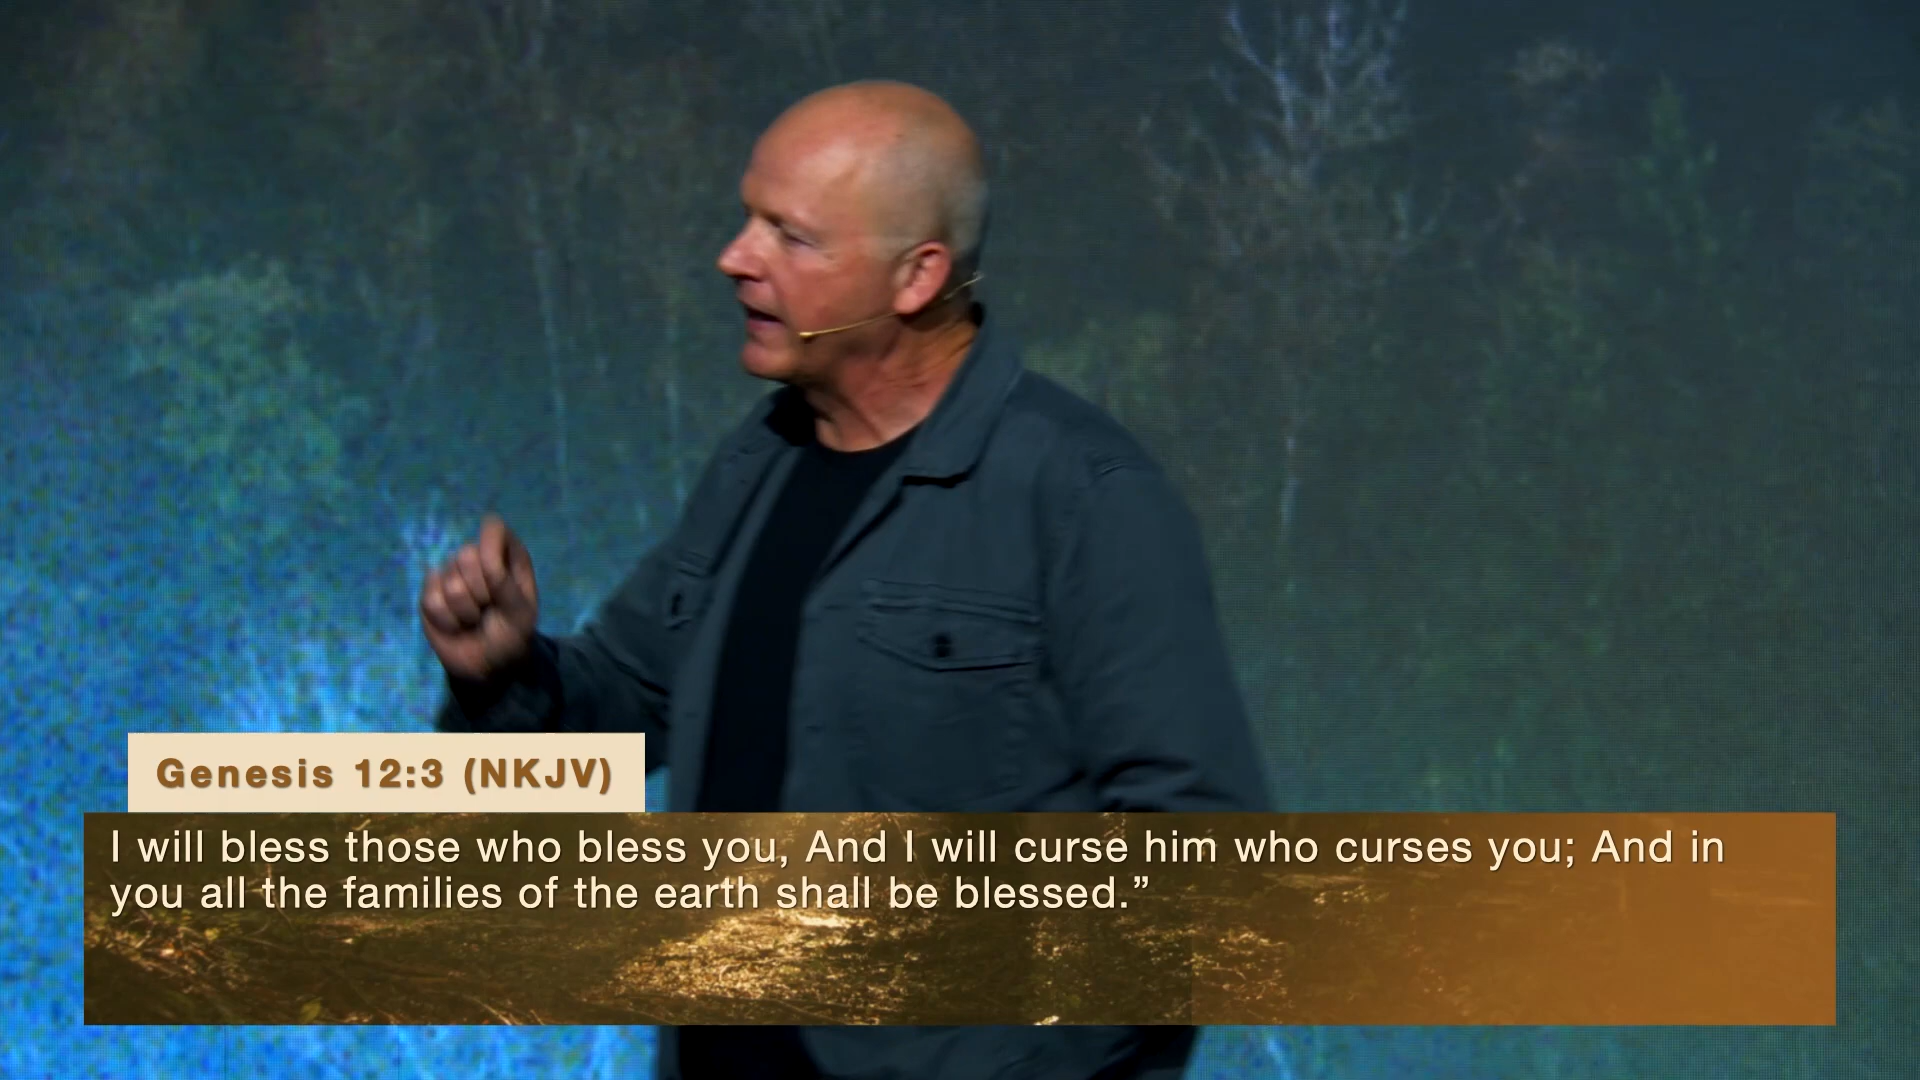 Genesis 12:3 (NKJV)
I will bless those who bless you, And I will curse him who curses you; And in
you all the families of the earth shall be blessed.”